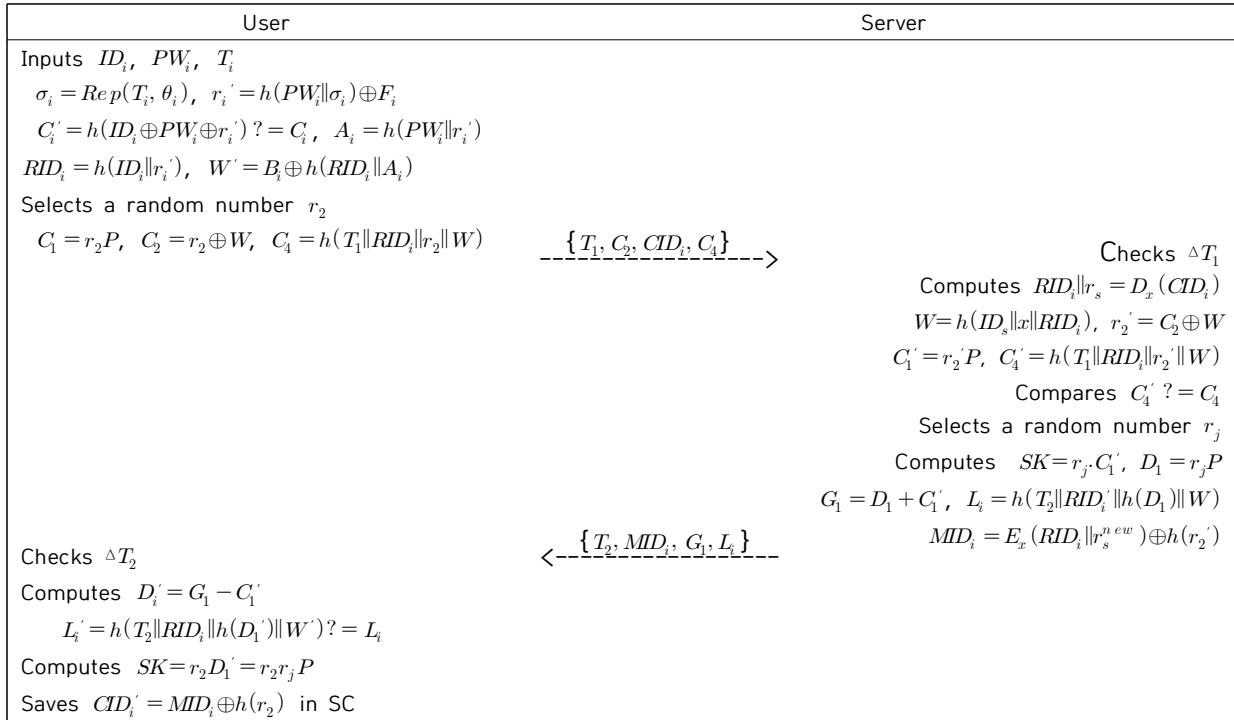 User
Server
Inputs ID_i, PW_i, T_i
σ_i = Rep(T_i, θ_i), r_i′ = h(PW_i‖σ_i)⊕F_i
C_i′ = h(ID_i⊕PW_i⊕r_i′) ? = C_i, A_i = h(PW_i‖r_i′)
RID_i = h(ID_i‖r_i′), W′ = B_i⊕h(RID_i‖A_i)
Selects a random number r_2
C_1 = r_2P, C_2 = r_2⊕W, C_4 = h(T_1‖RID_i‖r_2‖W)
{T_1, C_2, CID_i, C_4}
Checks ΔT_1
Computes RID_i‖r_s = D_x(CID_i)
W = h(ID_s‖x‖RID_i), r_2′ = C_2⊕W
C_1′ = r_2′P, C_4′ = h(T_1‖RID_i‖r_2′‖W)
Compares C_4′ ? = C_4
Selects a random number r_j
Computes SK = r_j.C_1′, D_1 = r_jP
G_1 = D_1 + C_1′, L_i = h(T_2‖RID_i′‖h(D_1)‖W)
MID_i = E_x(RID_i‖r_s^new)⊕h(r_2′)
{T_2, MID_i, G_1, L_i}
Checks ΔT_2
Computes D_i′ = G_1 − C_1′
L_i′ = h(T_2‖RID_i‖h(D_1′)‖W′) ? = L_i
Computes SK = r_2D_1′ = r_2r_jP
Saves CID_i′ = MID_i⊕h(r_2) in SC